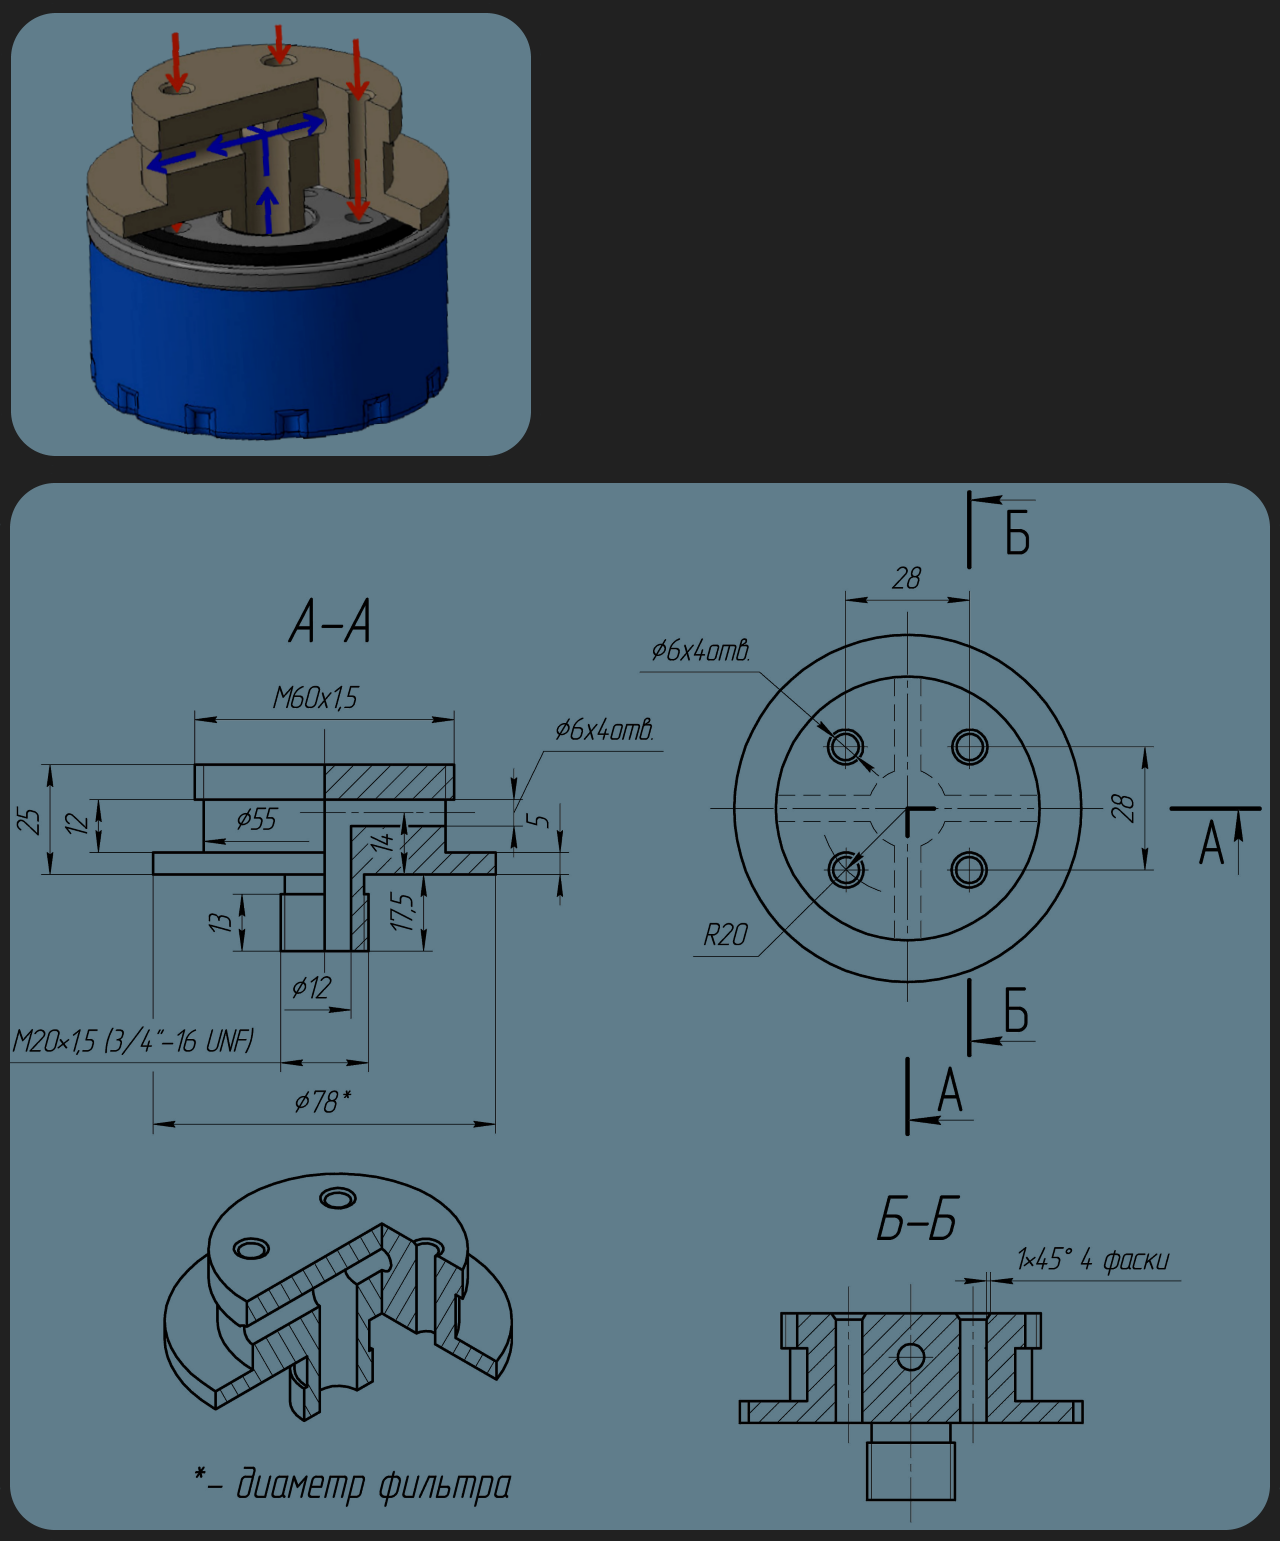 Б
28
А–А
ϕ6х4отв.
М60х1,5
ϕ6х4отв.
25
12
ϕ55
14
5
28
А
13
17,5
R20
ϕ12
Б
М20×1,5 (3/4"–16 UNF)
А
ϕ78*
Б–Б
1×45° 4 фаски
*– диаметр фильтра